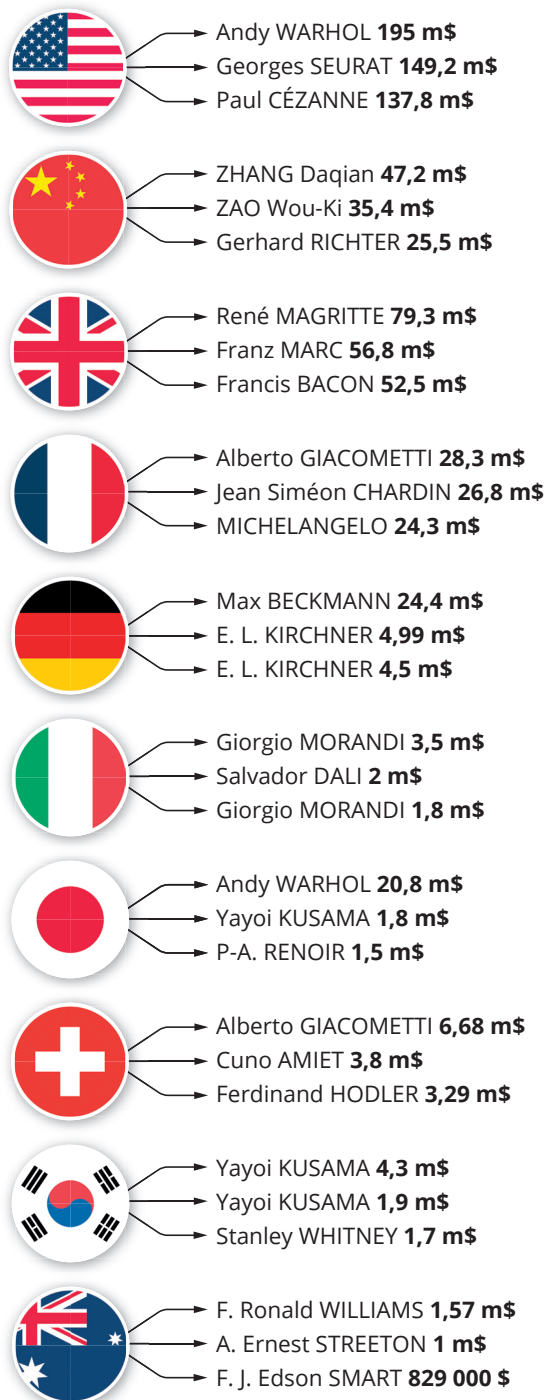 Andy WARHOL 195 m$
Georges SEURAT 149,2 m$
Paul CÉZANNE 137,8 m$
ZHANG Daqian 47,2 m$
ZAO Wou-Ki 35,4 m$
Gerhard RICHTER 25,5 m$
René MAGRITTE 79,3 m$
Franz MARC 56,8 m$
Francis BACON 52,5 m$
Alberto GIACOMETTI 28,3 m$
Jean Siméon CHARDIN 26,8 m$
MICHELANGELO 24,3 m$
Max BECKMANN 24,4 m$
E. L. KIRCHNER 4,99 m$
E. L. KIRCHNER 4,5 m$
Giorgio MORANDI 3,5 m$
Salvador DALI 2 m$
Giorgio MORANDI 1,8 m$
Andy WARHOL 20,8 m$
Yayoi KUSAMA 1,8 m$
P-A. RENOIR 1,5 m$
Alberto GIACOMETTI 6,68 m$
Cuno AMIET 3,8 m$
Ferdinand HODLER 3,29 m$
Yayoi KUSAMA 4,3 m$
Yayoi KUSAMA 1,9 m$
Stanley WHITNEY 1,7 m$
F. Ronald WILLIAMS 1,57 m$
A. Ernest STREETON 1 m$
F. J. Edson SMART 829 000 $